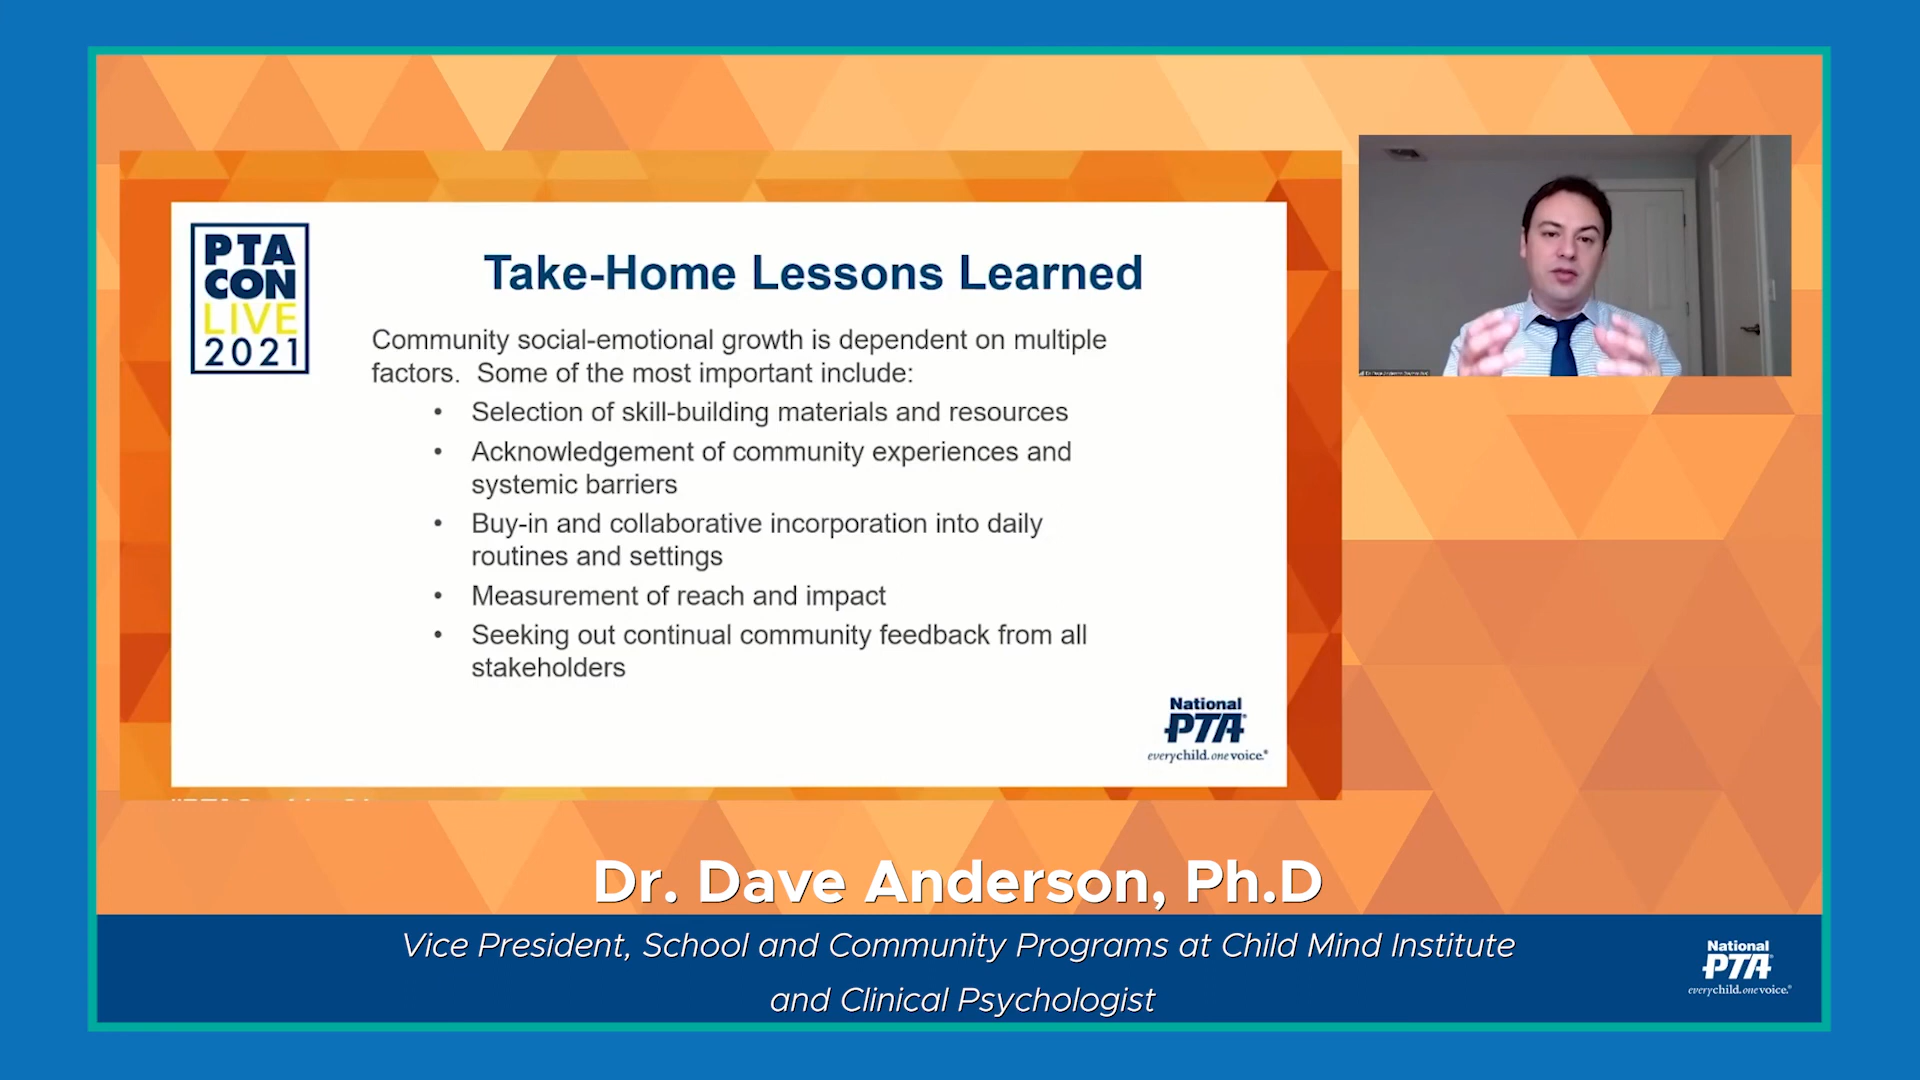 PTA
CON
LIVE
2021
Take-Home Lessons Learned
Community social-emotional growth is dependent on multiple
factors. Some of the most important include:
• Selection of skill-building materials and resources
• Acknowledgement of community experiences and
systemic barriers
• Buy-in and collaborative incorporation into daily
routines and settings
• Measurement of reach and impact
• Seeking out continual community feedback from all
stakeholders
National
PTA®
everychild.onevoice.®
Dr. Dave Anderson, Ph.D
Vice President, School and Community Programs at Child Mind Institute
and Clinical Psychologist
National
PTA®
everychild.onevoice.®